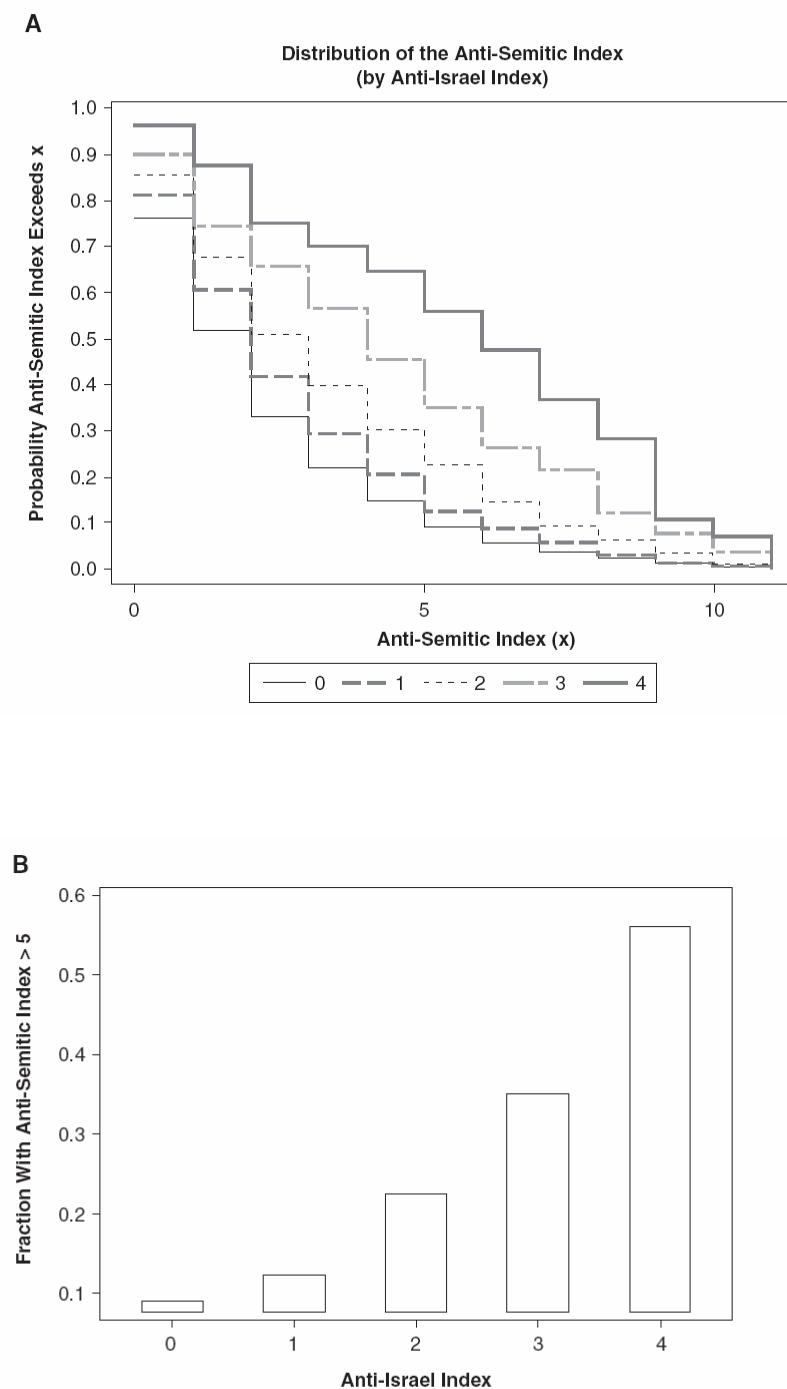 A
Distribution of the Anti-Semitic Index
(by Anti-Israel Index)
Probability Anti-Semitic Index Exceeds x
1.0
0.9
0.8
0.7
0.6
0.5
0.4
0.3
0.2
0.1
0.0
0 5 10
Anti-Semitic Index (x)
0 1 2 3 4
B
Fraction With Anti-Semitic Index > 5
0.6
0.5
0.4
0.3
0.2
0.1
0 1 2 3 4
Anti-Israel Index